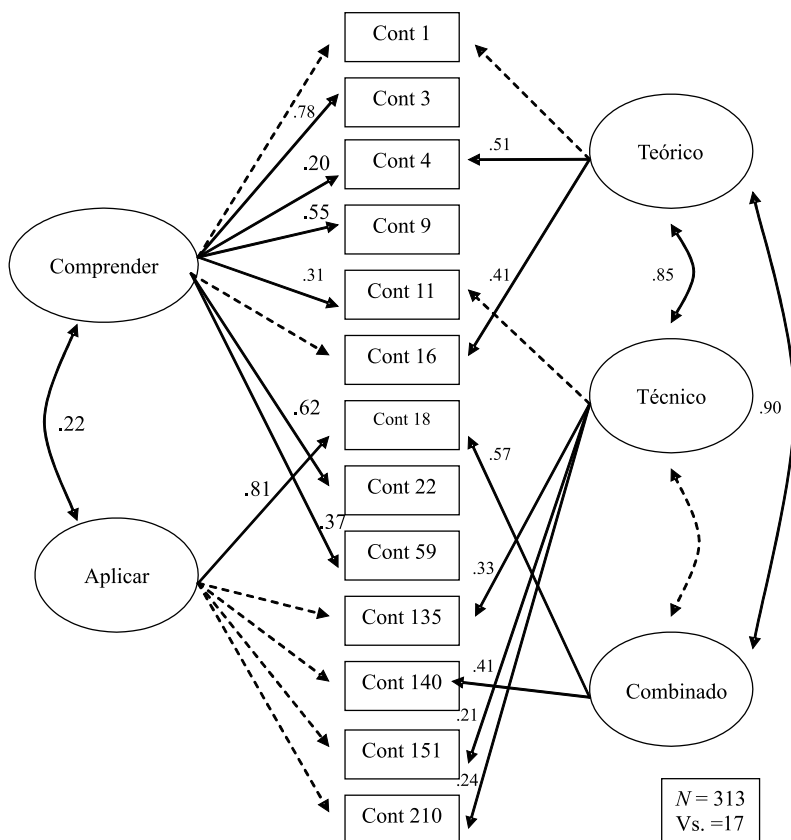 Cont 1
Cont 3
.78
Cont 4
.51
Teórico
.20
Cont 9
.55
Comprender
.31
Cont 11
.41
.85
Cont 16
Técnico
.62
Cont 18
.22
.57
.90
Cont 22
.81
.37
Cont 59
.33
Aplicar
Cont 135
.41
Cont 140
Combinado
.21
Cont 151
.24
Cont 210
N = 313
Vs. =17